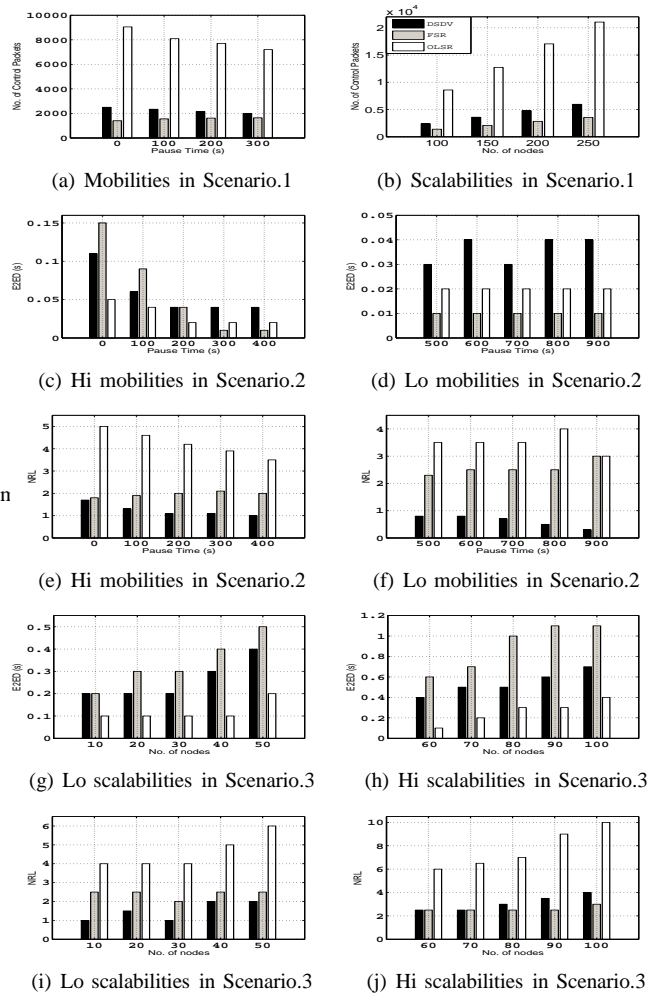 10000
8000
6000
4000
2000
0
No. of Control Packets
0 100 200 300
Pause Time (s)
(a) Mobilities in Scenario.1
x 10^4
2
1.5
1
0.5
0
No. of Control Packets
DSDV
FSR
OLSR
100 150 200 250
No. of nodes
(b) Scalabilities in Scenario.1
0.15
0.1
0.05
0
E2ED (s)
0 100 200 300 400
Pause Time (s)
(c) Hi mobilities in Scenario.2
0.05
0.04
0.03
0.02
0.01
0
E2ED (s)
500 600 700 800 900
Pause Time (s)
(d) Lo mobilities in Scenario.2
n
5
4
3
2
1
0
NRL
0 100 200 300 400
Pause Time (s)
(e) Hi mobilities in Scenario.2
4
3
2
1
0
NRL
500 600 700 800 900
Pause Time (s)
(f) Lo mobilities in Scenario.2
0.5
0.4
0.3
0.2
0.1
0
E2ED (s)
10 20 30 40 50
No. of nodes
(g) Lo scalabilities in Scenario.3
1.2
1
0.8
0.6
0.4
0.2
0
E2ED (s)
60 70 80 90 100
No. of nodes
(h) Hi scalabilities in Scenario.3
6
5
4
3
2
1
0
NRL
10 20 30 40 50
No. of nodes
(i) Lo scalabilities in Scenario.3
10
8
6
4
2
0
NRL
60 70 80 90 100
No. of nodes
(j) Hi scalabilities in Scenario.3